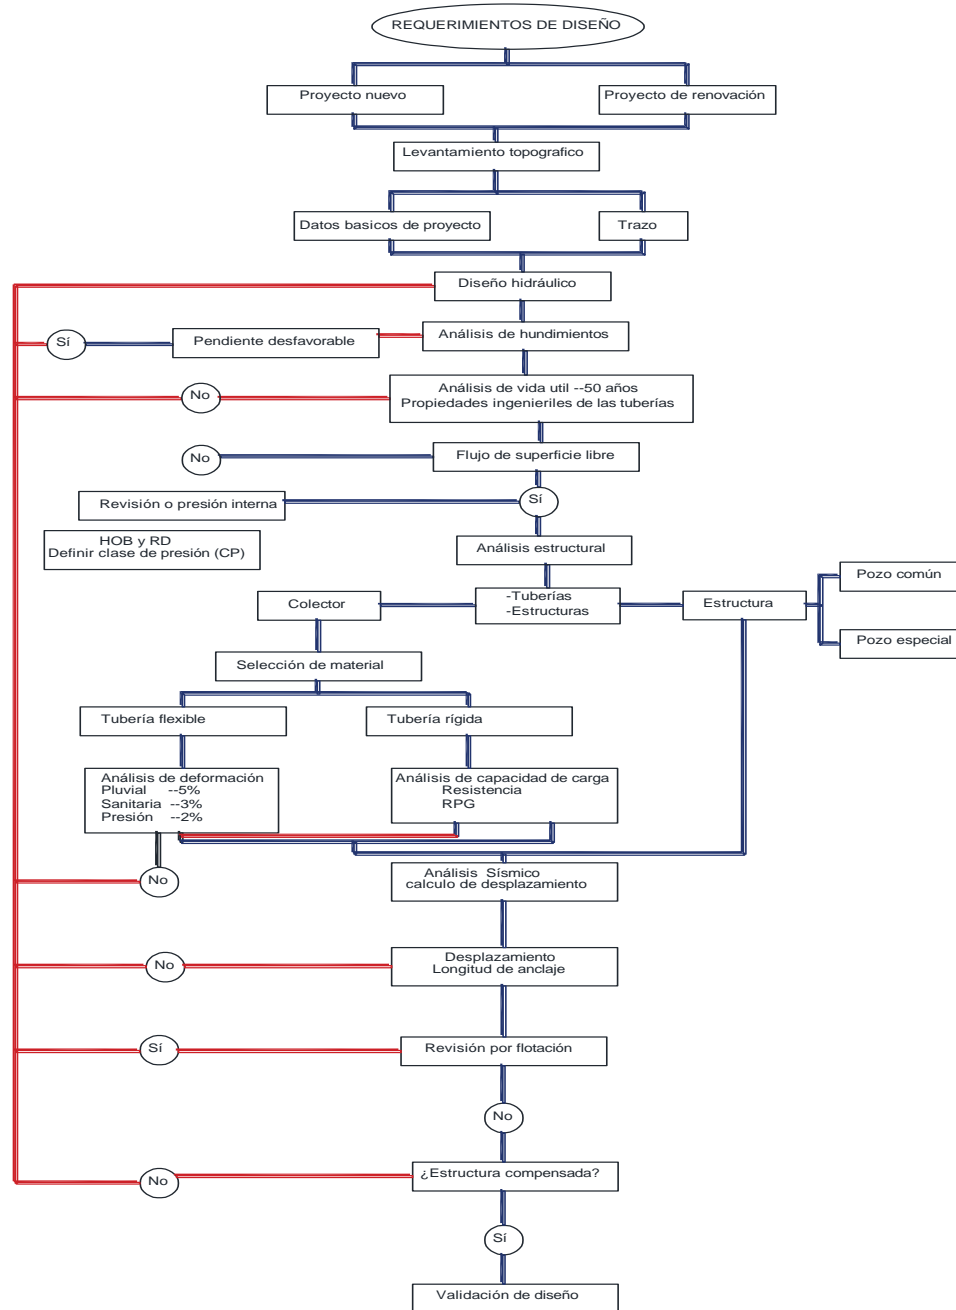 REQUERIMIENTOS DE DISEÑO
Proyecto nuevo
Proyecto de renovación
Levantamiento topografico
Datos basicos de proyecto
Trazo
Diseño hidráulico
Sí
Pendiente desfavorable
Análisis de hundimientos
No
Análisis de vida util --50 años
Propiedades ingenieriles de las tuberías
No
Flujo de superficie libre
Revisión o presión interna
Sí
HOB y RD
Definir clase de presión (CP)
Análisis estructural
Pozo común
Colector
-Tuberías
-Estructuras
Estructura
Pozo especial
Selección de material
Tubería flexible
Tubería rígida
Análisis de deformación
Pluvial --5%
Sanitaria --3%
Presión --2%
Análisis de capacidad de carga
Resistencia
RPG
No
Análisis Sísmico
calculo de desplazamiento
No
Desplazamiento
Longitud de anclaje
Sí
Revisión por flotación
No
No
¿Estructura compensada?
Sí
Validación de diseño